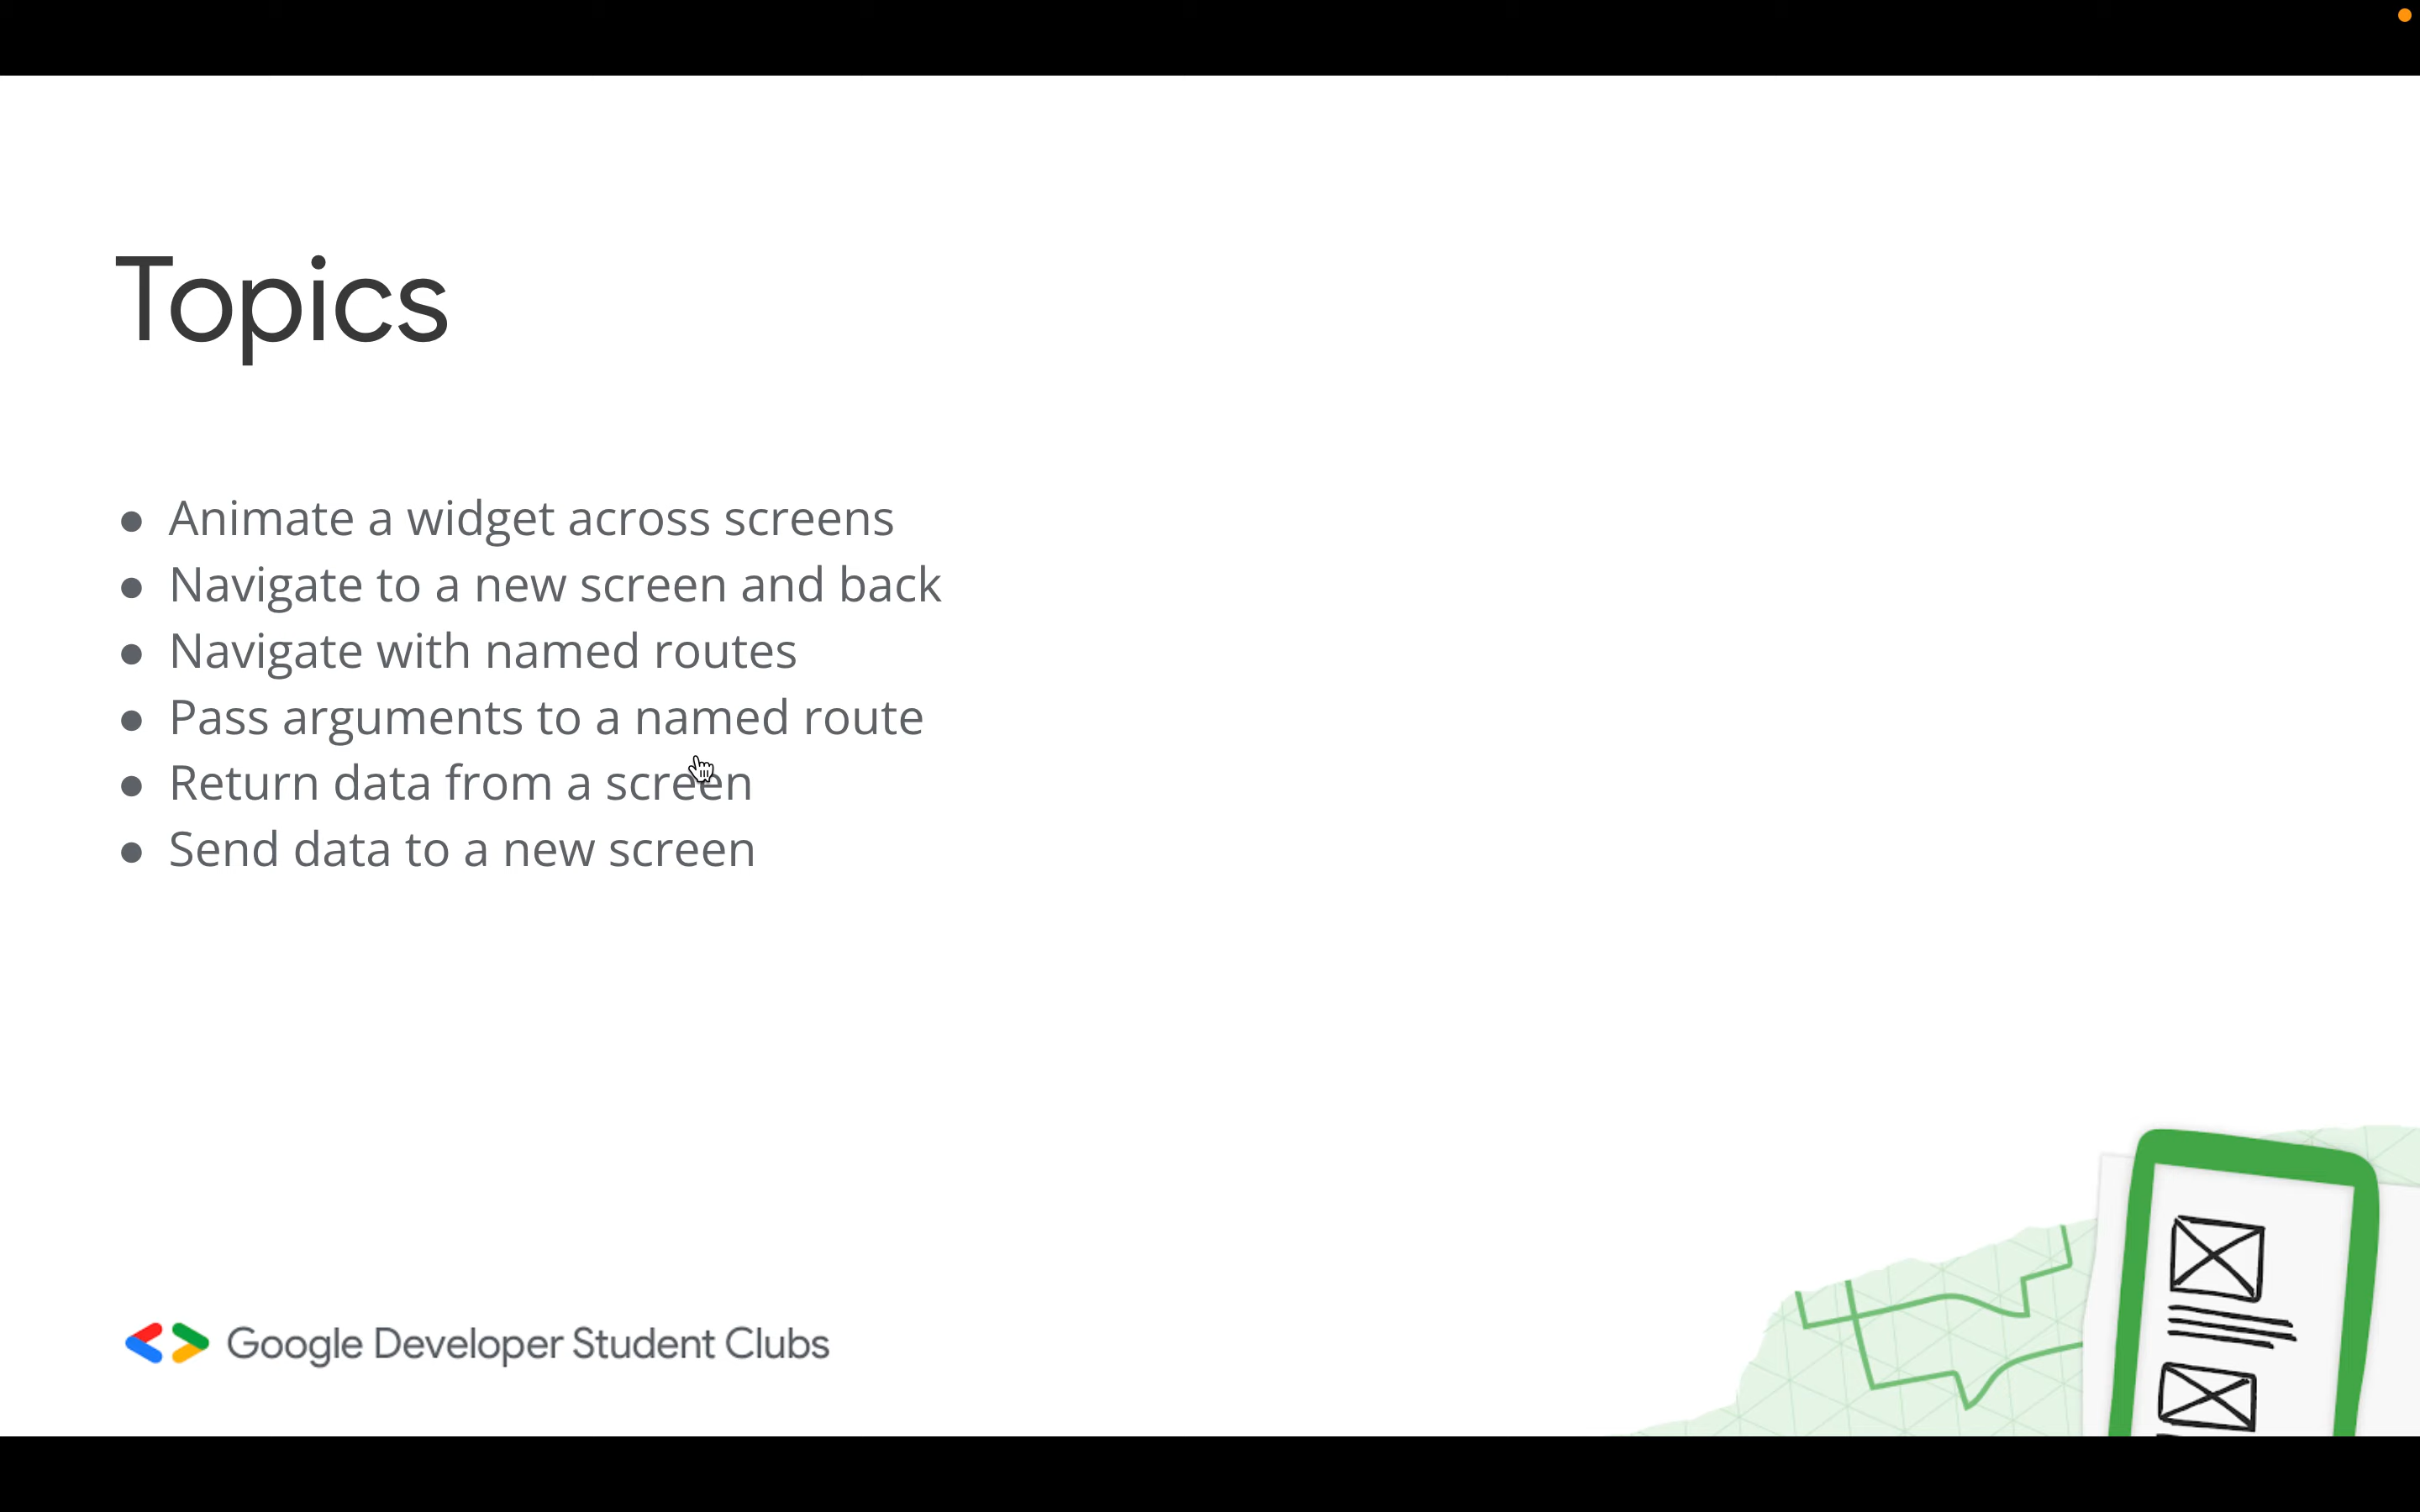 Topics
● Animate a widget across screens
● Navigate to a new screen and back
● Navigate with named routes
● Pass arguments to a named route
● Return data from a screen
● Send data to a new screen
Google Developer Student Clubs